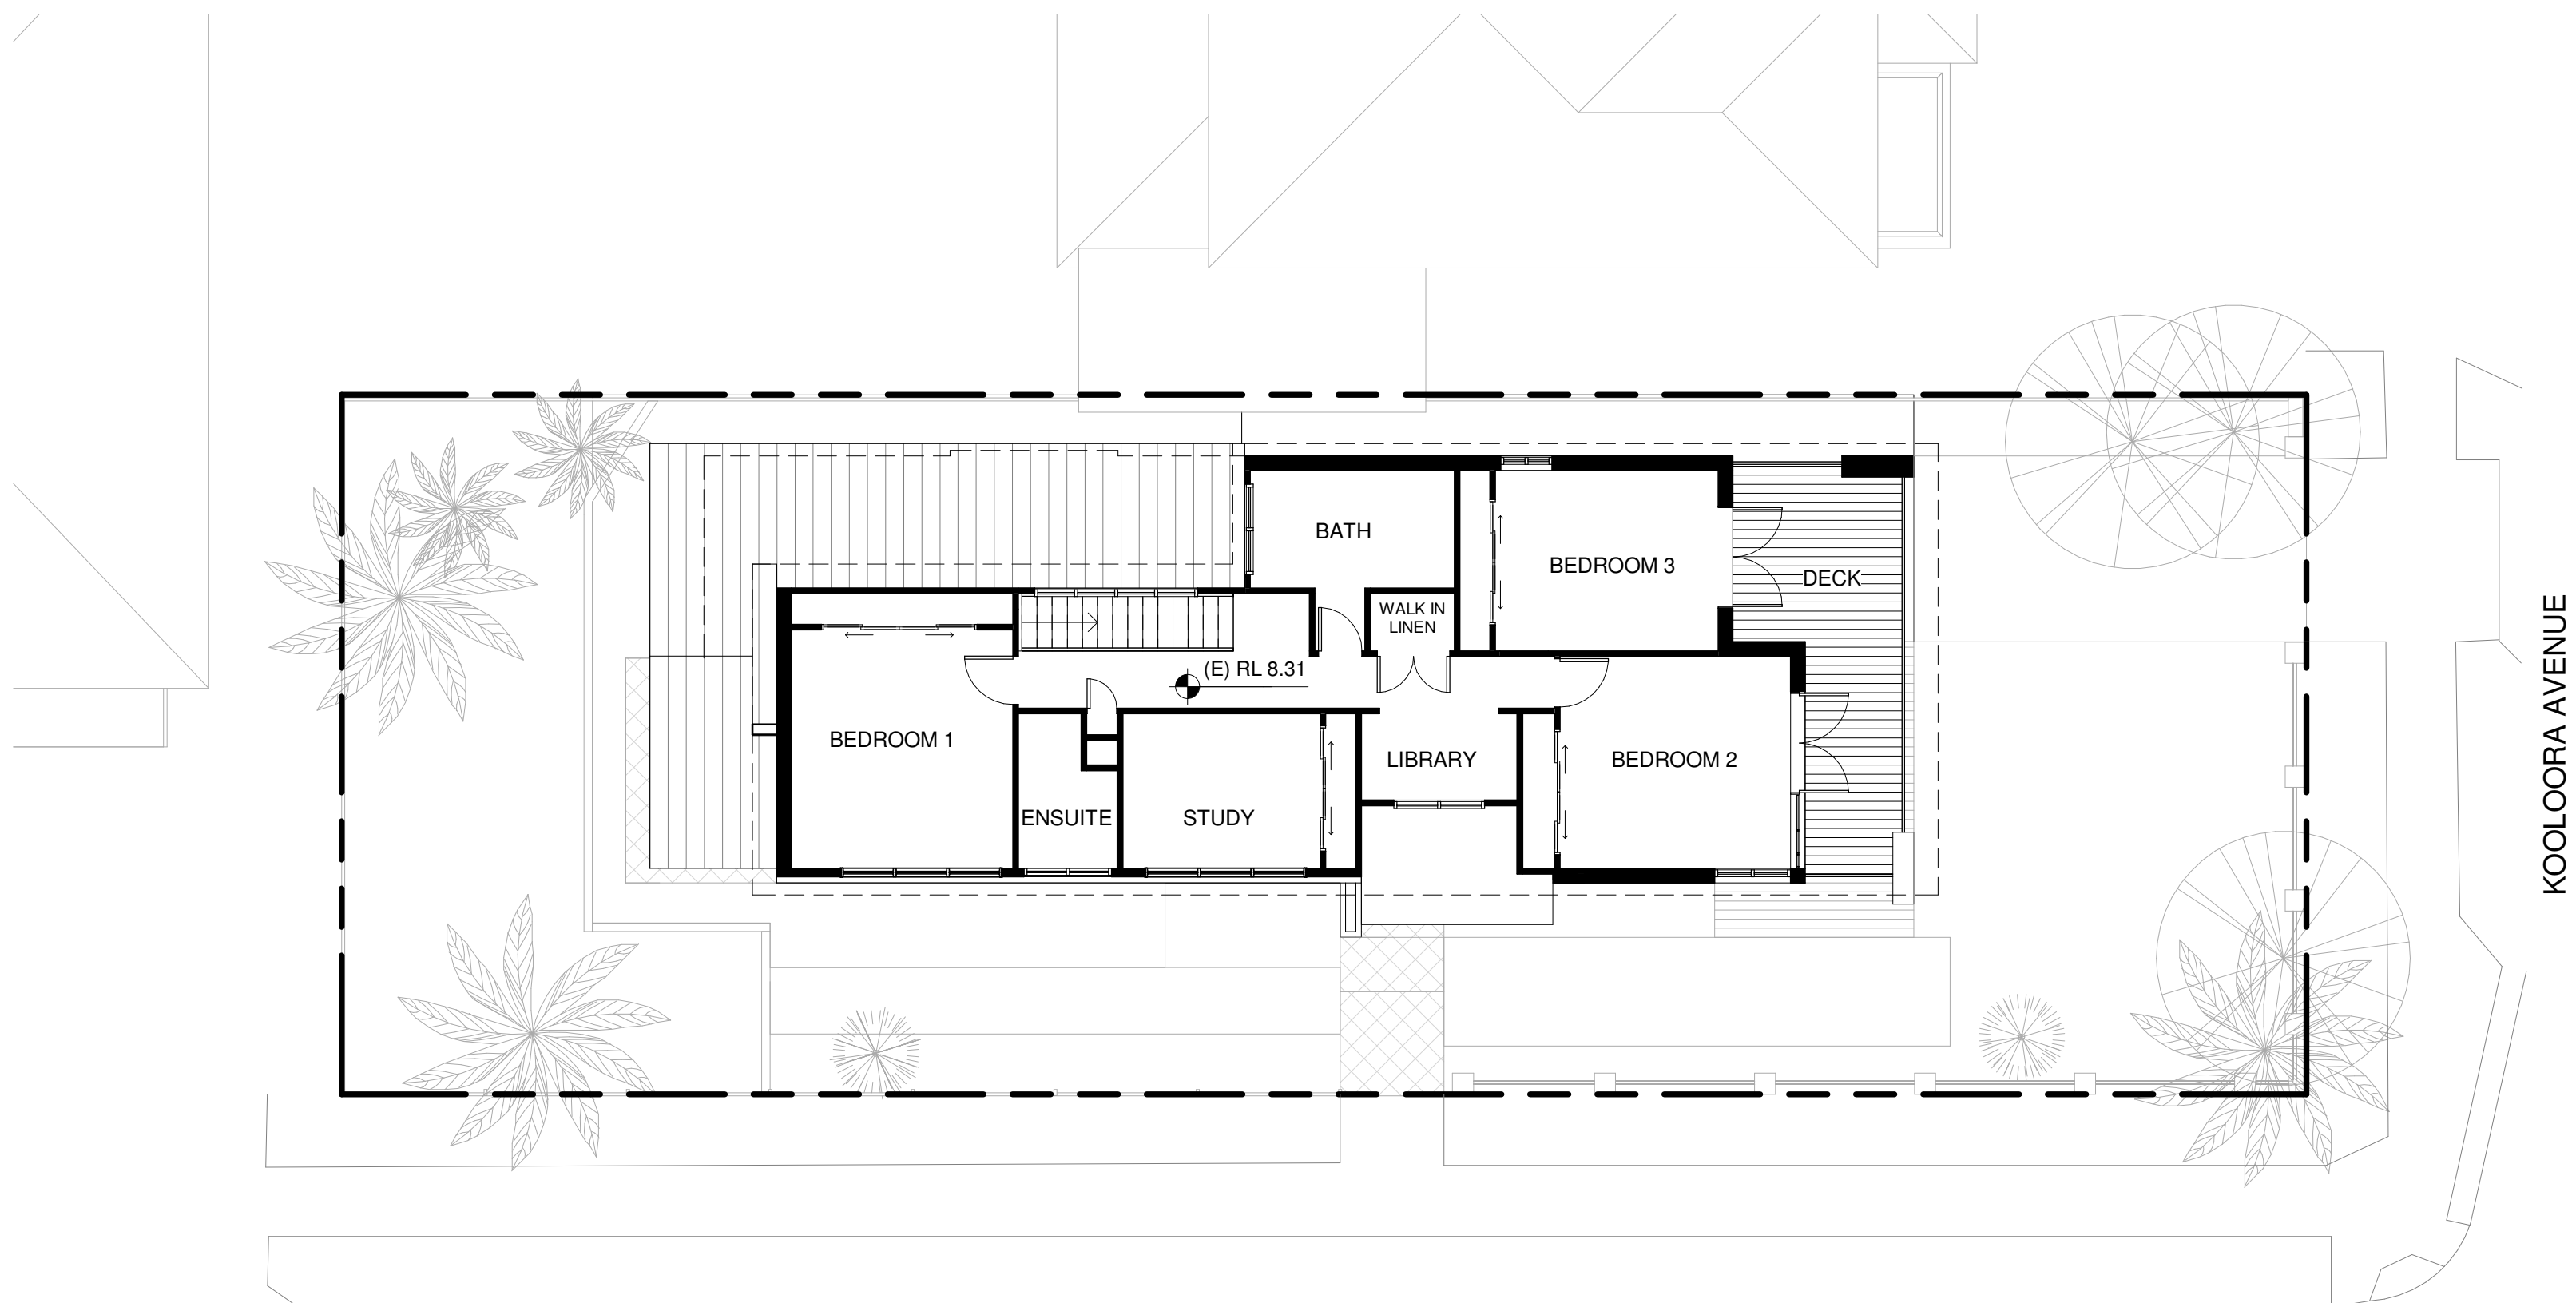 BATH
BEDROOM 3
DECK
WALK IN
LINEN
(E) RL 8.31
BEDROOM 1
LIBRARY
BEDROOM 2
ENSUITE
STUDY
KOOLOORA AVENUE